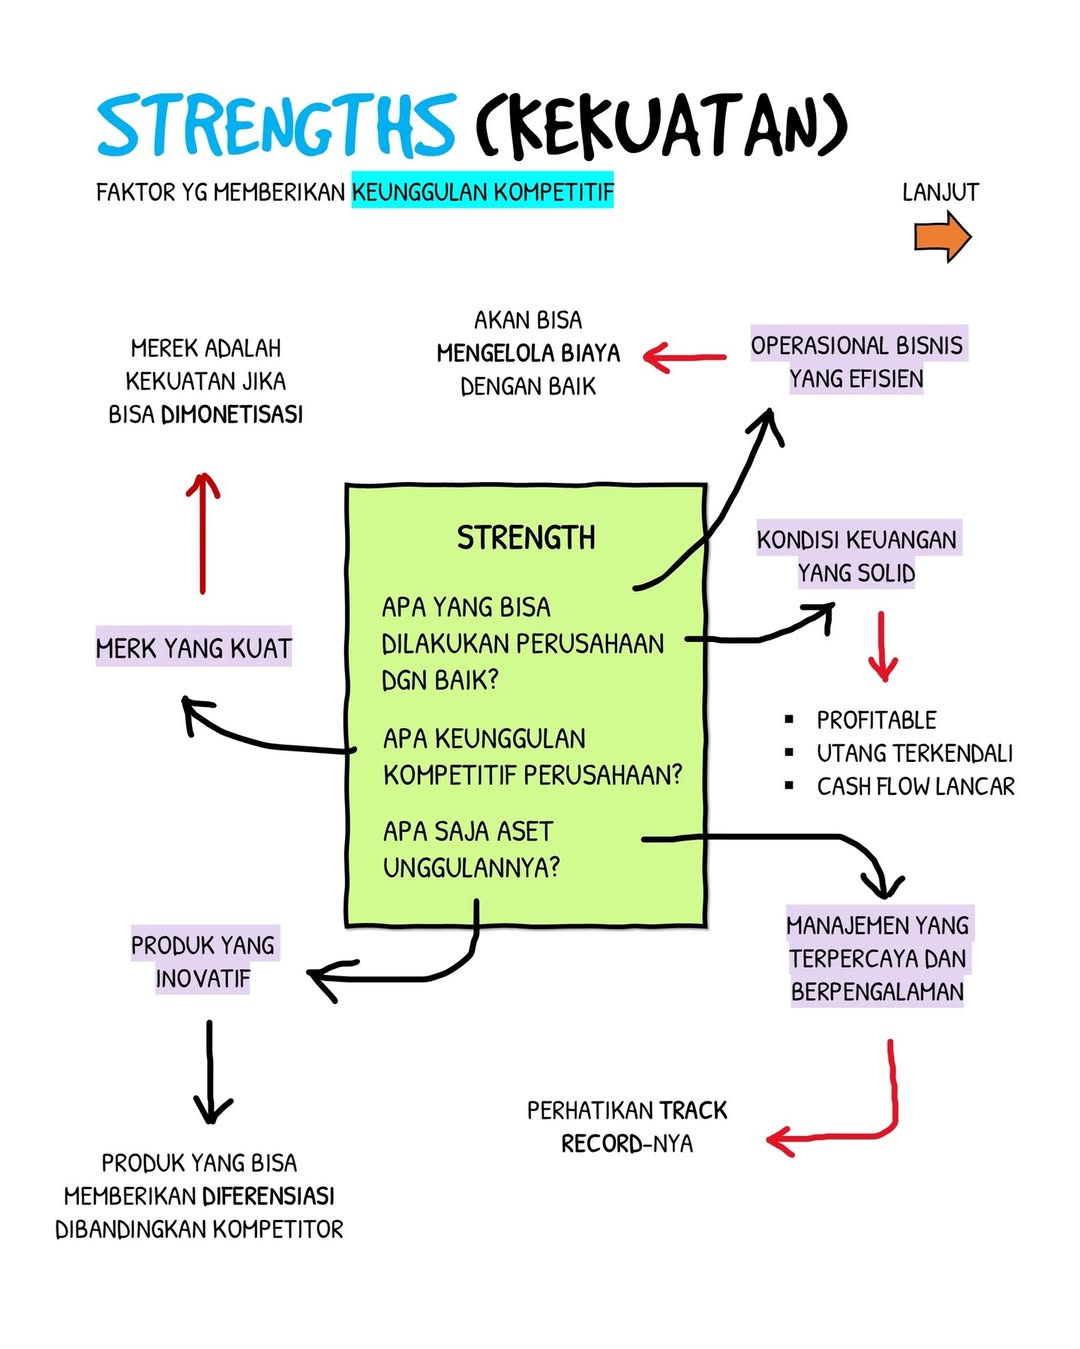 STRENGTHS (KEKUATAN)
FAKTOR YG MEMBERIKAN KEUNGGULAN KOMPETITIF
LANJUT
AKAN BISA
MENGELOLA BIAYA
DENGAN BAIK
OPERASIONAL BISNIS
YANG EFISIEN
MEREK ADALAH
KEKUATAN JIKA
BISA DIMONETISASI
STRENGTH
APA YANG BISA
DILAKUKAN PERUSAHAAN
DGN BAIK?
APA KEUNGGULAN
KOMPETITIF PERUSAHAAN?
APA SAJA ASET
UNGGULANNYA?
KONDISI KEUANGAN
YANG SOLID
MERK YANG KUAT
▪ PROFITABLE
▪ UTANG TERKENDALI
▪ CASH FLOW LANCAR
MANAJEMEN YANG
TERPERCAYA DAN
BERPENGALAMAN
PRODUK YANG
INOVATIF
PERHATIKAN TRACK
RECORD-NYA
PRODUK YANG BISA
MEMBERIKAN DIFERENSIASI
DIBANDINGKAN KOMPETITOR